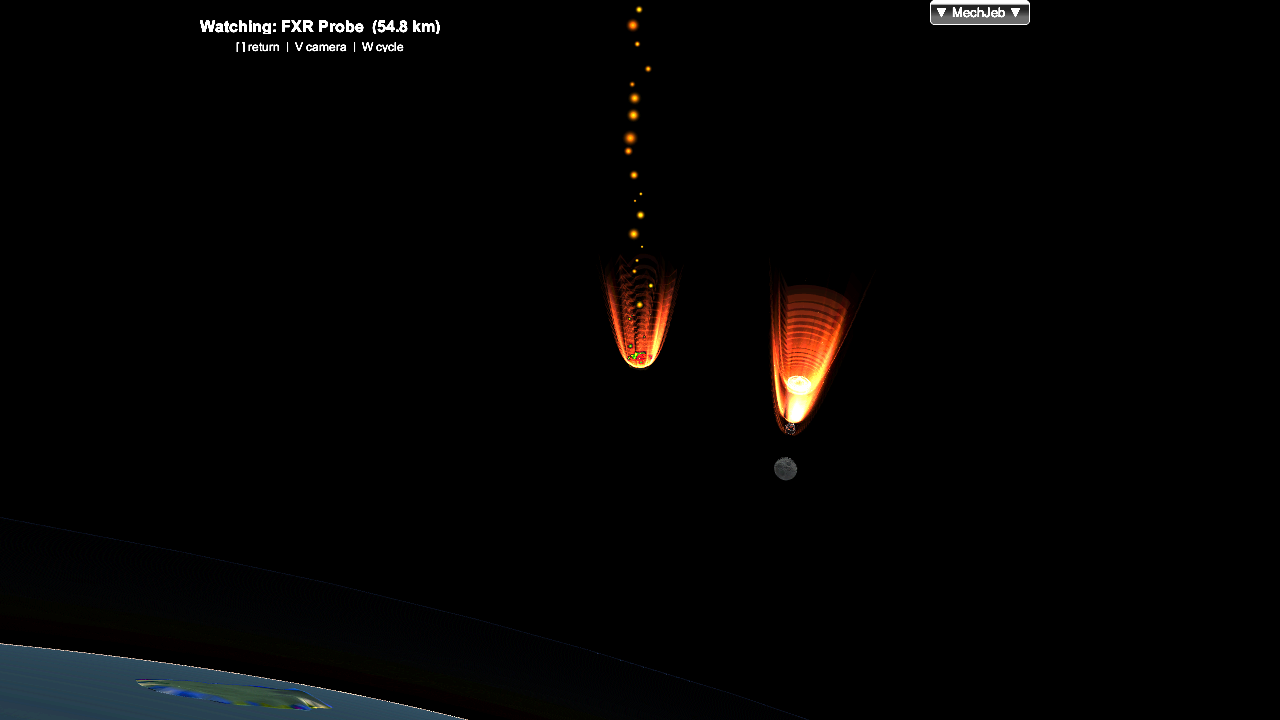 Watching: FXR Probe (54.8 km)
[ ] return | V camera | W cycle
▼ MechJeb ▼